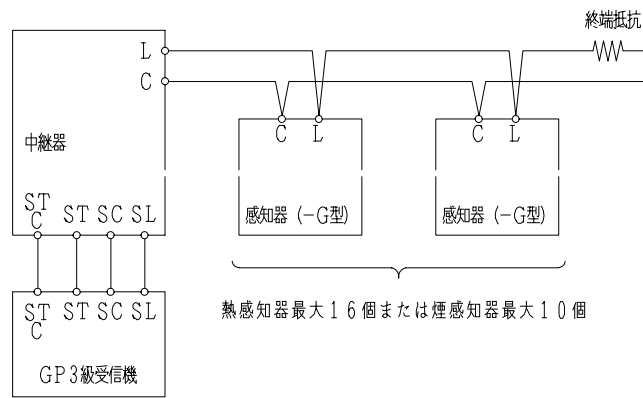 終端抵抗
L
C
中継器
C L
C L
感知器（－G型）
感知器（－G型）
STC ST SC SL
熱感知器最大１６個または煙感知器最大１０個
STC ST SC SL
GP3級受信機